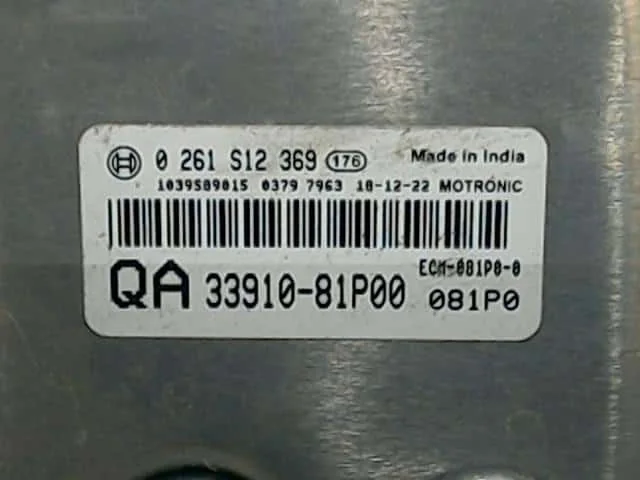 0 261 S12 369 176 Made in India
1039S89015 0379 7963 18-12-22 MOTRONIC
ECM-081P0-0
QA 33910-81P00 081P0